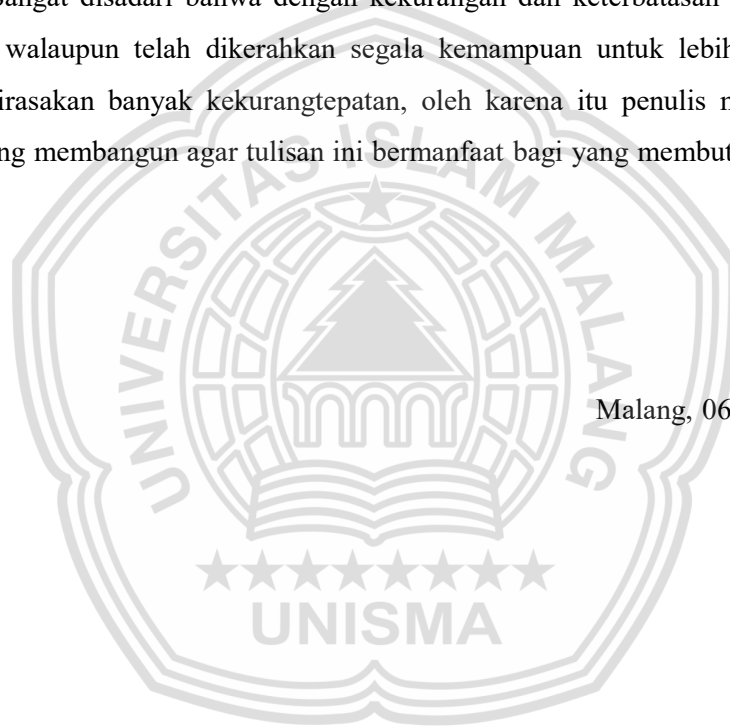 Sangat disadari bahwa dengan kekurangan dan keterbatasan
walaupun telah dikerahkan segala kemampuan untuk lebih
irasakan banyak kekurangtepatan, oleh karena itu penulis m
ng membangun agar tulisan ini bermanfaat bagi yang membut
UNIVERSITAS ISLAM MALANG
Malang, 06
UNISMA